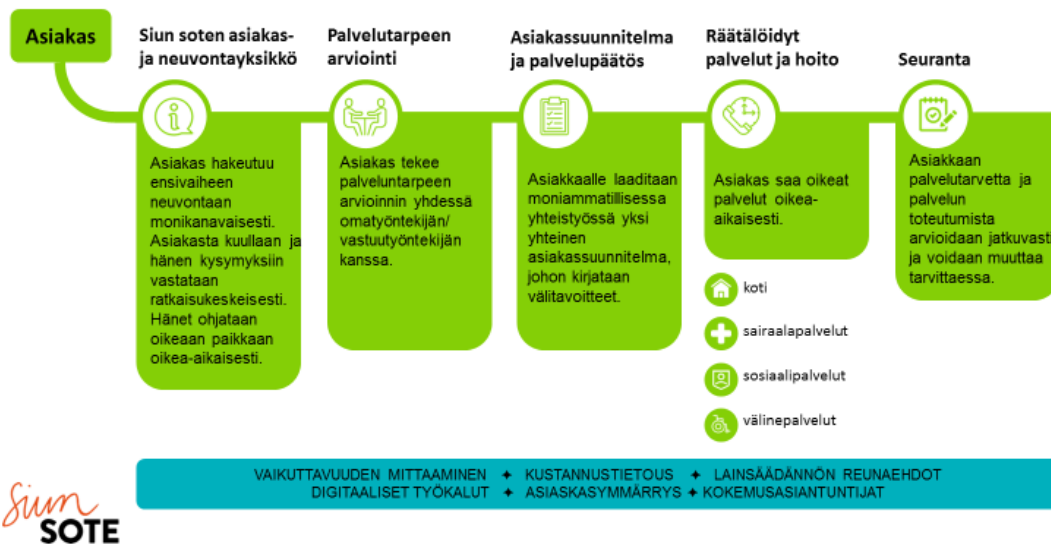 Asiakas
Siun soten asiakas-
ja neuvontayksikkö
Asiakas hakeutuu
ensivaiheen
neuvontaan
monikanavaisesti.
Asiakasta kuullaan ja
hänen kysymyksiin
vastataan
ratkaisukeskeisesti.
Hänet ohjataan
oikeaan paikkaan
oikea-aikaisesti.
Palvelutarpeen
arviointi
Asiakas tekee
palveluntarpeen
arvioinnin yhdessä
omatyöntekijän/
vastuutyöntekijän
kanssa.
Asiakassuunnitelma
ja palvelupäätös
Asiakkaalle laaditaan
moniammatillisessa
yhteistyössä yksi
yhteinen
asiakassuunnitelma,
johon kirjataan
välitavoitteet.
Räätälöidyt
palvelut ja hoito
Asiakas saa oikeat
palvelut oikea-
aikaisesti.
koti
sairaalapalvelut
sosiaalipalvelut
välinepalvelut
Seuranta
Asiakkaan
palvelutarvetta ja
palvelun
toteutumista
arvioidaan jatkuvasti
ja voidaan muuttaa
tarvittaessa.
VAIKUTTAVUUDEN MITTAAMINEN ✦ KUSTANNUSTIETOUS ✦ LAINSÄÄDÄNNÖN REUNAEHDOT
DIGITAALISET TYÖKALUT ✦ ASIASKASYMMÄRRYS ✦ KOKEMUSASIANTUNTIJAT
Siun
SOTE